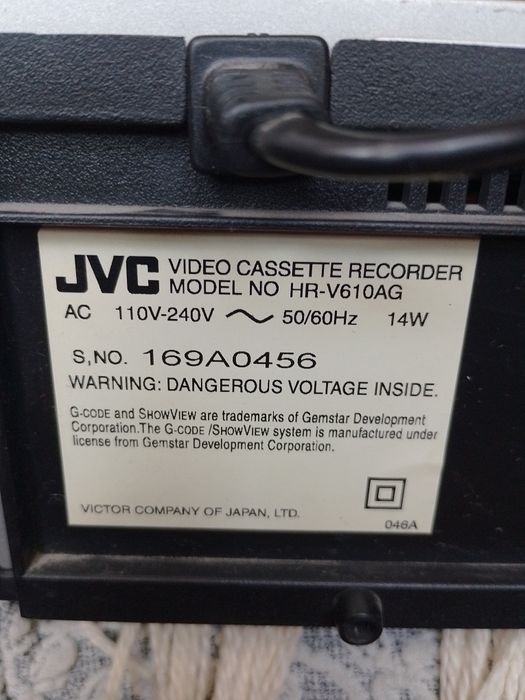 JVC VIDEO CASSETTE RECORDER
MODEL NO HR-V610AG
AC 110V-240V ~ 50/60Hz 14W
S,NO. 169A0456
WARNING: DANGEROUS VOLTAGE INSIDE.
G-CODE and SHOWVIEW are trademarks of Gemstar Development
Corporation.The G-CODE /SHOWVIEW system is manufactured under
license from Gemstar Development Corporation.
VICTOR COMPANY OF JAPAN, LTD.
046A